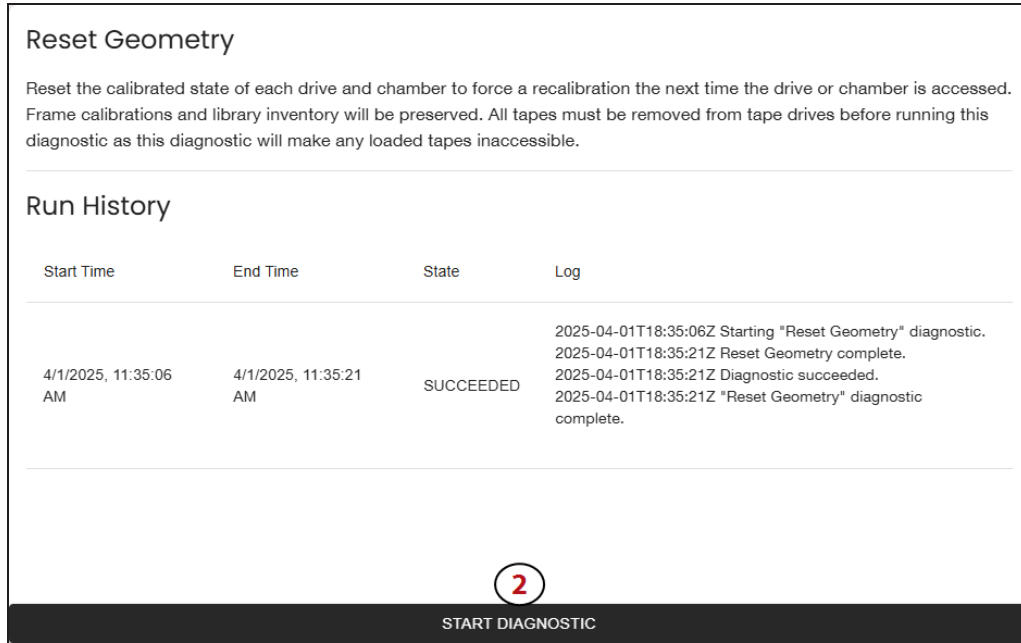 Reset Geometry
Reset the calibrated state of each drive and chamber to force a recalibration the next time the drive or chamber is accessed.
Frame calibrations and library inventory will be preserved. All tapes must be removed from tape drives before running this
diagnostic as this diagnostic will make any loaded tapes inaccessible.
Run History
Start Time End Time State Log
2025-04-01T18:35:06Z Starting "Reset Geometry" diagnostic.
2025-04-01T18:35:21Z Reset Geometry complete.
4/1/2025, 11:35:06 4/1/2025, 11:35:21 SUCCEEDED 2025-04-01T18:35:21Z Diagnostic succeeded.
AM AM 2025-04-01T18:35:21Z "Reset Geometry" diagnostic
complete.
2
START DIAGNOSTIC